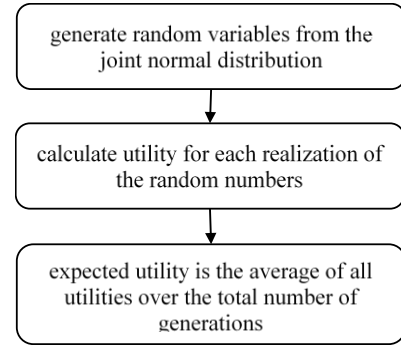 generate random variables from the
joint normal distribution
calculate utility for each realization of
the random numbers
expected utility is the average of all
utilities over the total number of
generations